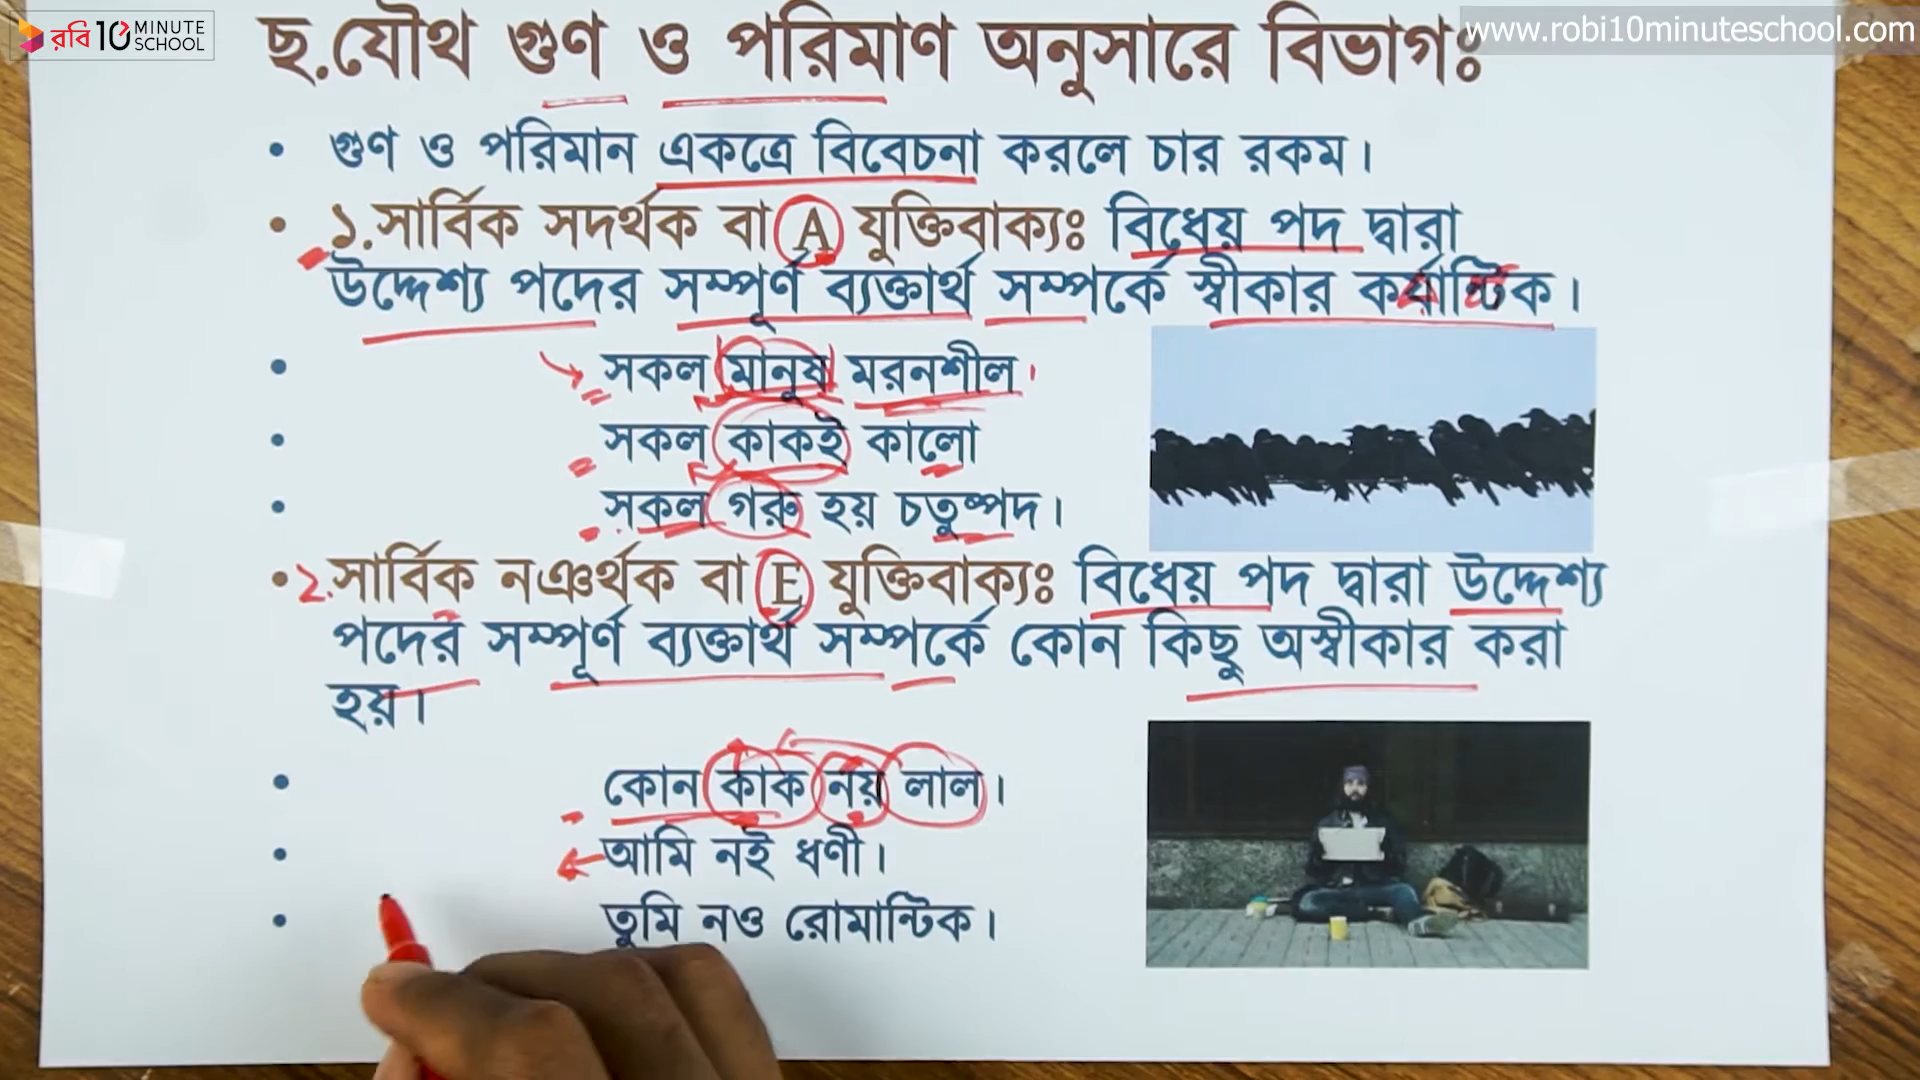 রবি 10 MINUTE SCHOOL
www.robi10minuteschool.com
ছ.যৌথ গুণ ও পরিমাণ অনুসারে বিভাগঃ
• গুণ ও পরিমান একত্রে বিবেচনা করলে চার রকম।
• ১.সার্বিক সদর্থক বা A যুক্তিবাক্যঃ বিধেয় পদ দ্বারা
উদ্দেশ্য পদের সম্পূর্ণ ব্যক্তার্থ সম্পর্কে স্বীকার
• সকল মানুষ মরনশীল।
• সকল কাকই কালো
• সকল গরু হয় চতুষ্পদ।
• ২.সার্বিক নঞর্থক বা E যুক্তিবাক্যঃ বিধেয় পদ দ্বারা উদ্দেশ্য
পদের সম্পূর্ণ ব্যক্তার্থ সম্পর্কে কোন কিছু অস্বীকার করা
হয়।
• কোন কাক নয় লাল।
• আমি নই ধণী।
• তুমি নও রোমান্টিক।